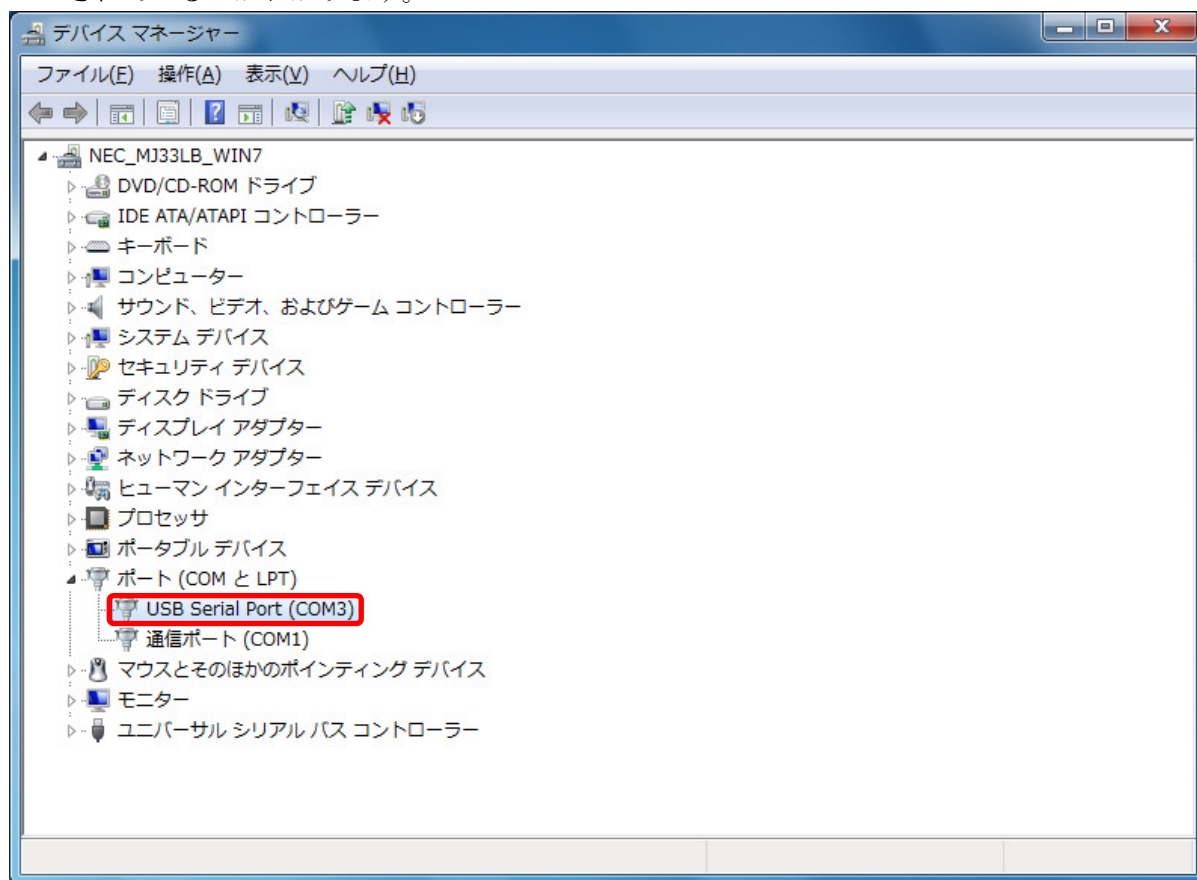 デバイス マネージャー
ファイル(F) 操作(A) 表示(V) ヘルプ(H)
NEC_MJ33LB_WIN7
DVD/CD-ROM ドライブ
IDE ATA/ATAPI コントローラー
キーボード
コンピューター
サウンド、ビデオ、およびゲーム コントローラー
システム デバイス
セキュリティ デバイス
ディスク ドライブ
ディスプレイ アダプター
ネットワーク アダプター
ヒューマン インターフェイス デバイス
プロセッサ
ポータブル デバイス
ポート (COM と LPT)
USB Serial Port (COM3)
通信ポート (COM1)
マウスとそのほかのポインティング デバイス
モニター
ユニバーサル シリアル バス コントローラー